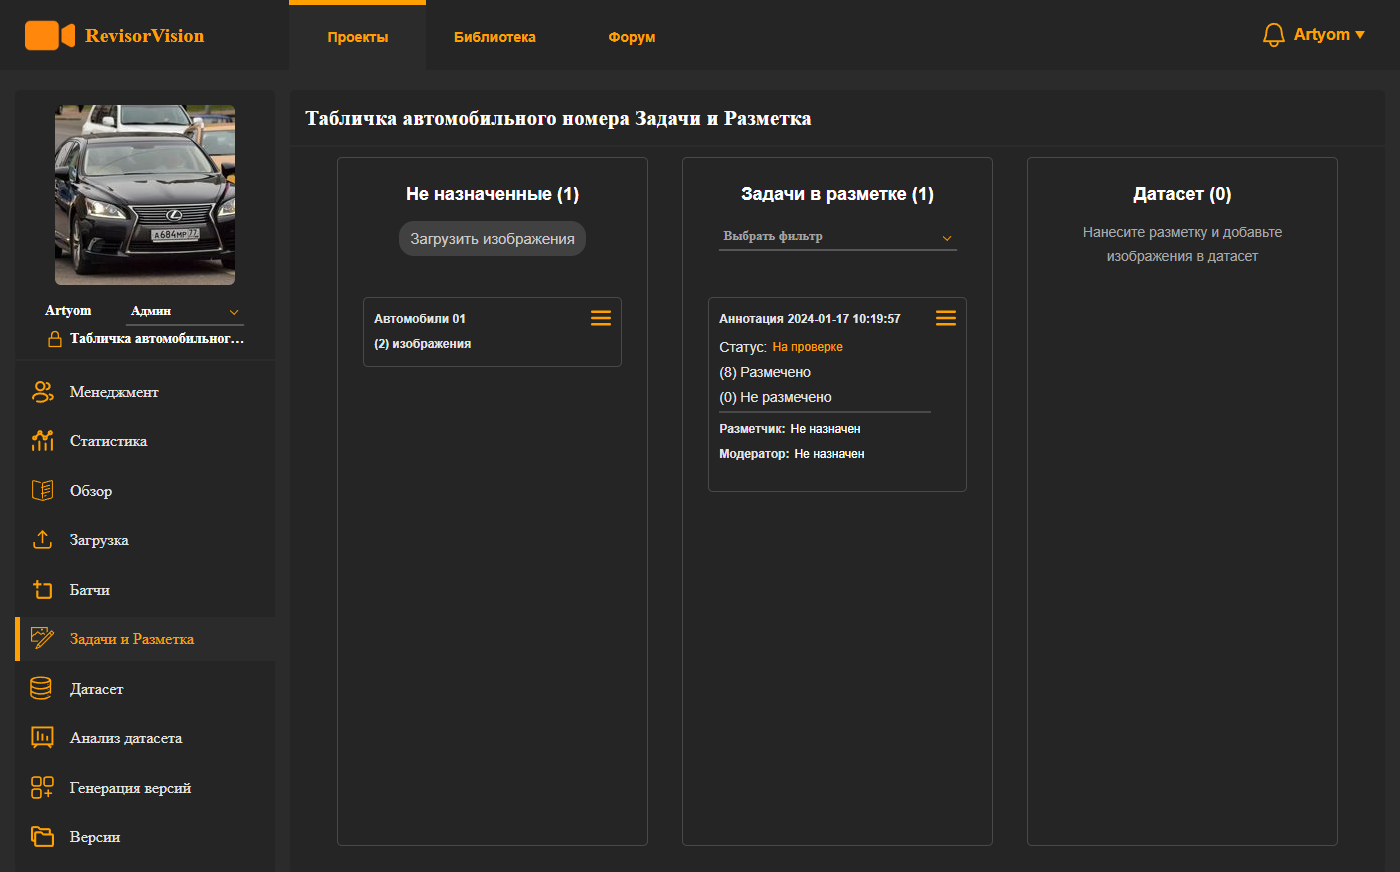 RevisorVision
Проекты
Библиотека
Форум
Artyom
А684МР 77
Artyom
Админ
Табличка автомобильног...
Менеджмент
Статистика
Обзор
Загрузка
Батчи
Задачи и Разметка
Датасет
Анализ датасета
Генерация версий
Версии
Табличка автомобильного номера Задачи и Разметка
Не назначенные (1)
Загрузить изображения
Автомобили 01
(2) изображения
Задачи в разметке (1)
Выбрать фильтр
Аннотация 2024-01-17 10:19:57
Статус: На проверке
(8) Размечено
(0) Не размечено
Разметчик: Не назначен
Модератор: Не назначен
Датасет (0)
Нанесите разметку и добавьте
изображения в датасет